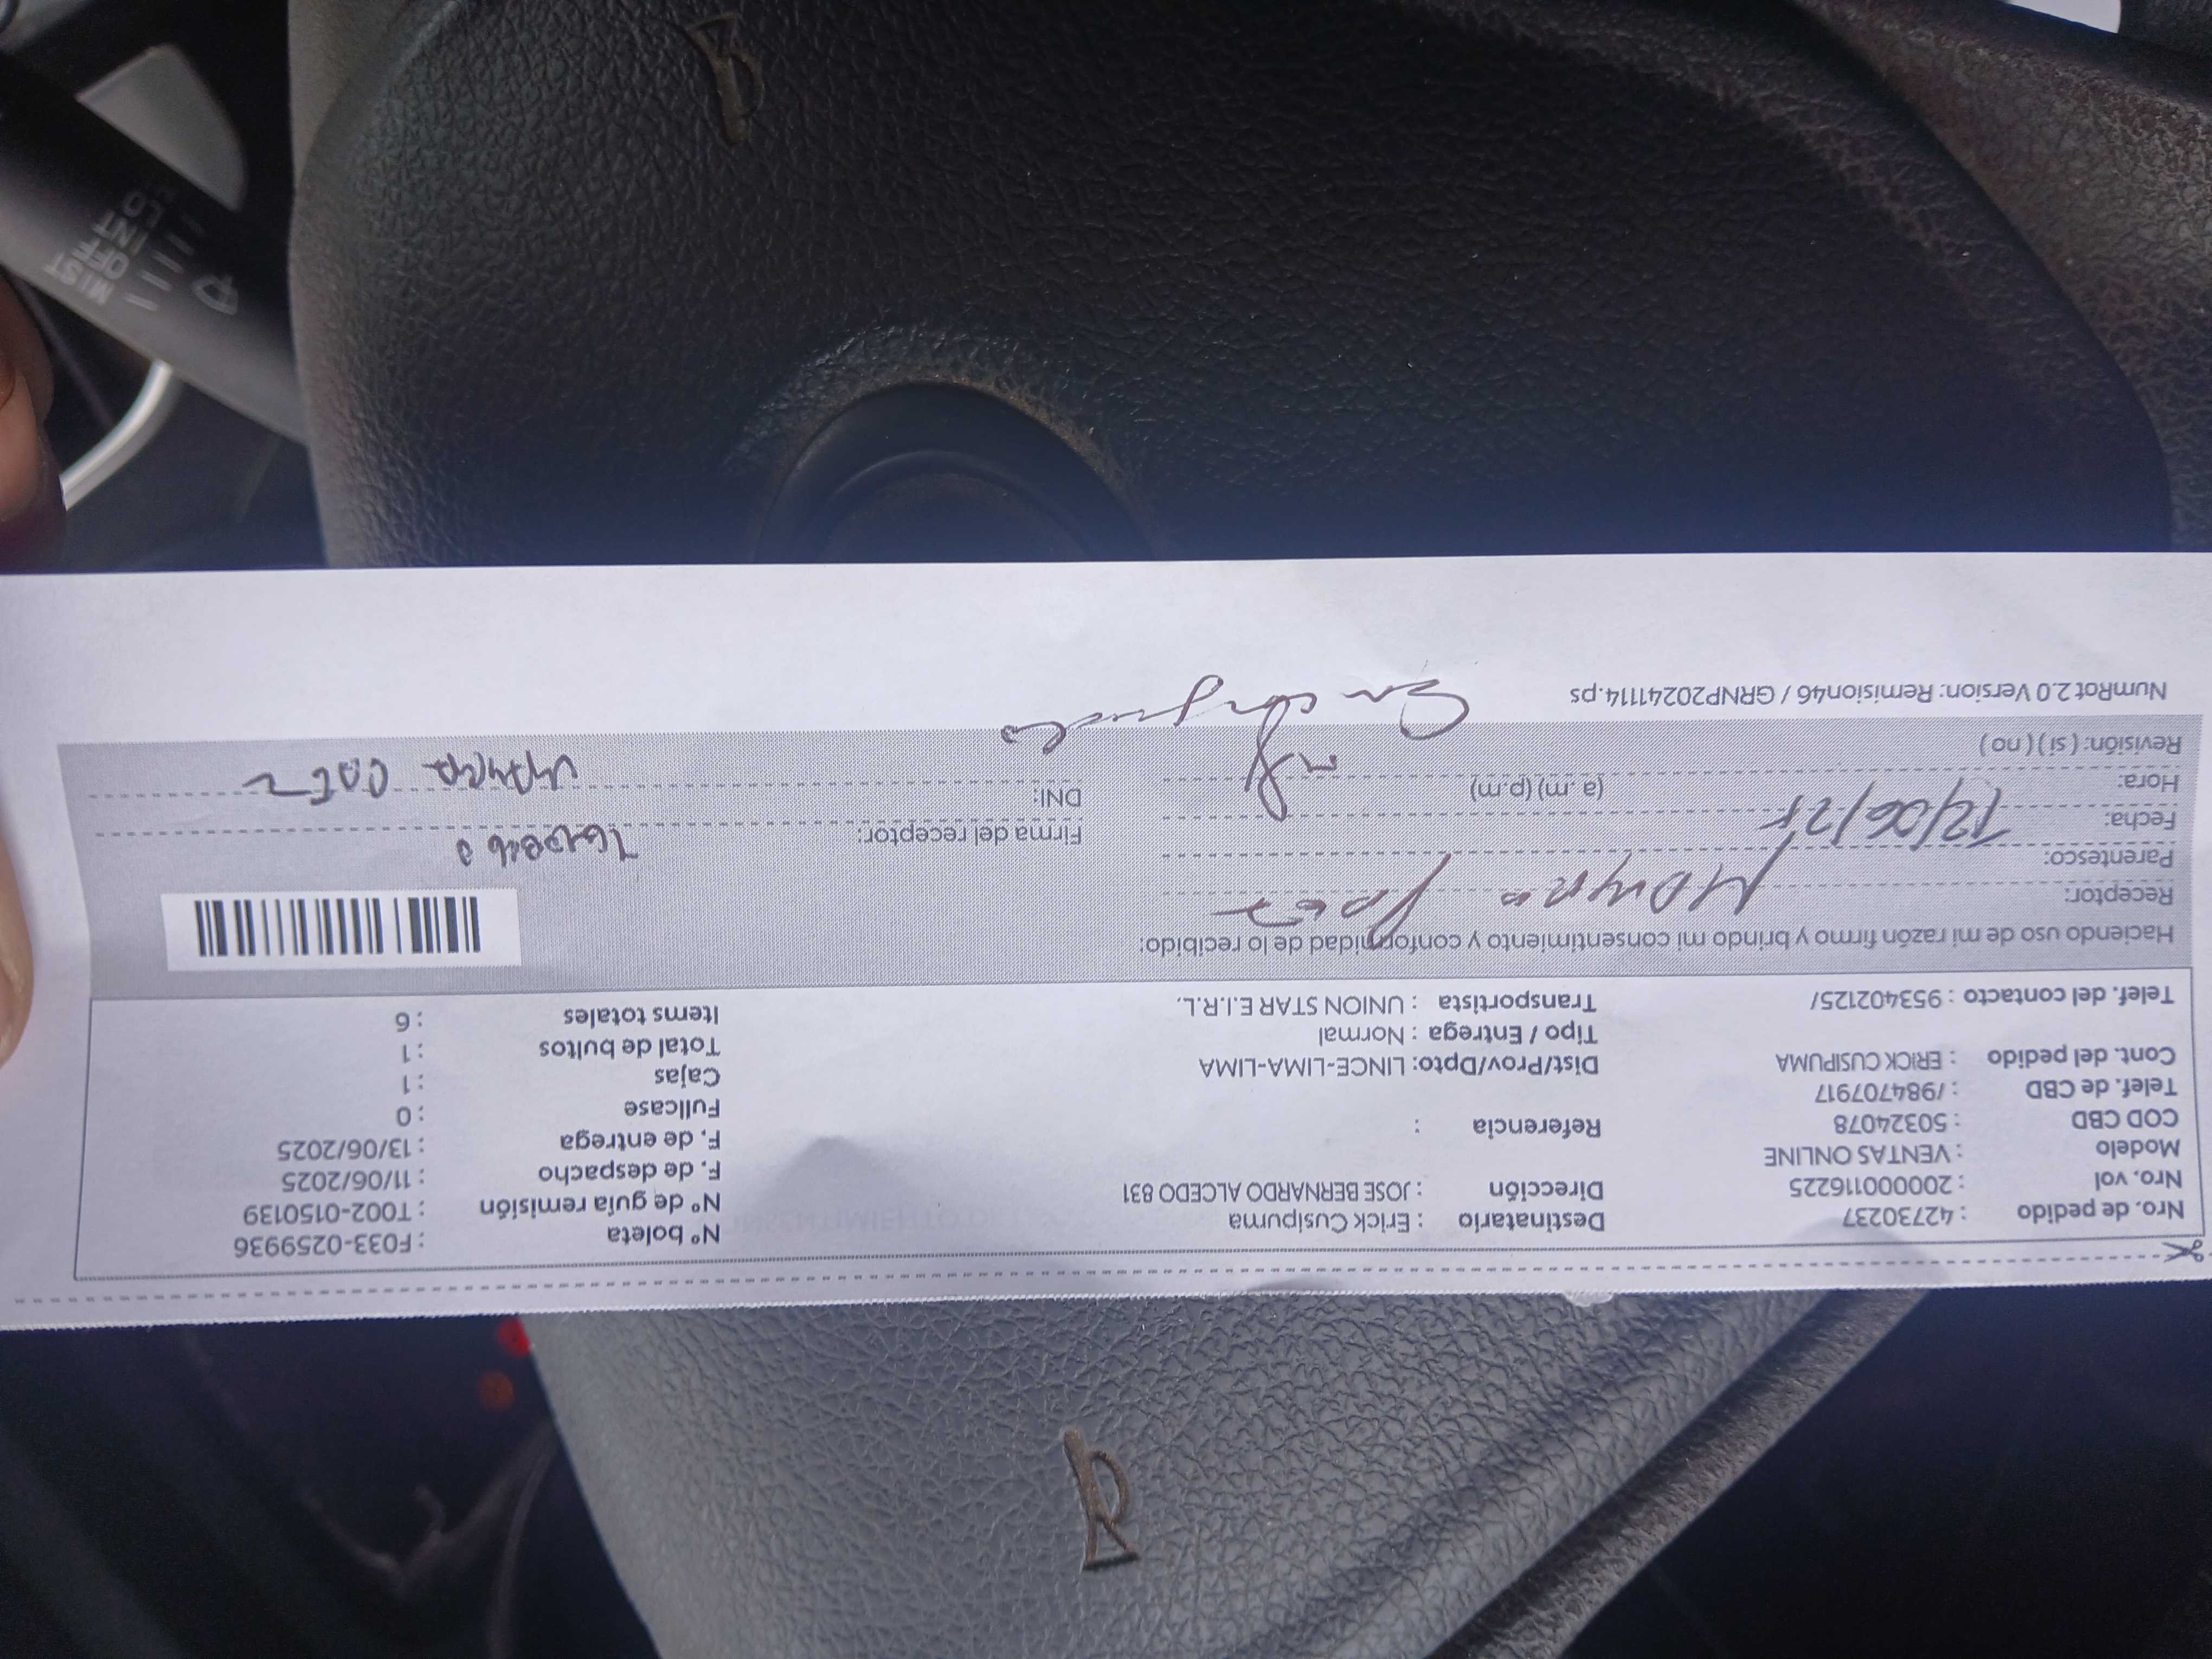 Nro. de pedido : 42730237
Nro. vol : 20000116225
Modelo : VENTAS ONLINE
COD CBD : 50324078
Telef. de CBD : /984707917
Cont. del pedido : ERICK CUSIPUMA
Telef. del contacto : 953402125/
Destinatario : Erick Cusipuma
Dirección : JOSE BERNARDO ALCEDO 831
Referencia :
Dist/Prov/Dpto: LINCE-LIMA-LIMA
Tipo / Entrega : Normal
Transportista : UNION STAR E.I.R.L.
N° boleta : F033-0259936
N° de guía remisión : T002-0150139
F. de despacho : 11/06/2025
F. de entrega : 13/06/2025
Fullcase : 0
Cajas : 1
Total de bultos : 1
Items totales : 6
Haciendo uso de mi razón firmo y brindo mi consentimiento y conformidad de lo recibido:
Receptor:
Parentesco:
Fecha: 12/06/25
Hora: (a .m) (p.m)
Revisión: ( si ) ( no )
Firma del receptor:
DNI:
NumRot 2.0 Version: Remision46 / GRNP20241114.ps
MIST
OFF
INT
LO